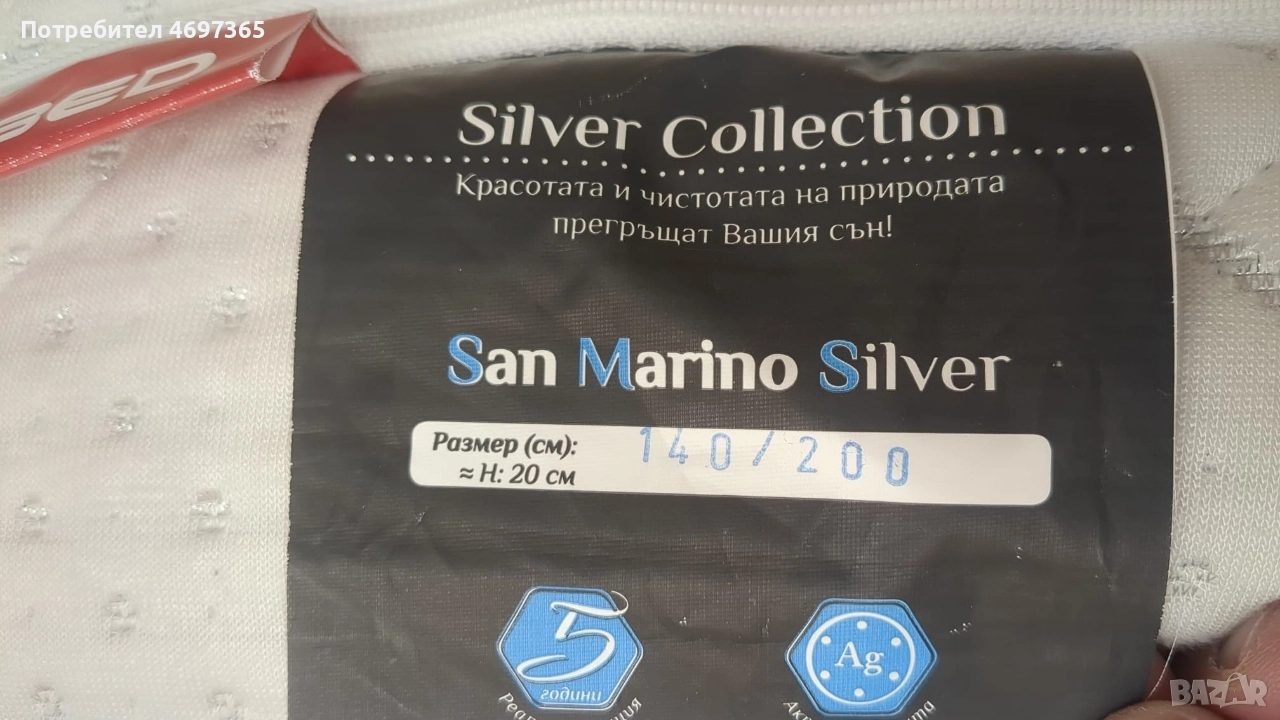 Потребител 4697365
Silver Collection
Красотата и чистотата на природата
прегръщат Вашия сън!
San Marino Silver
Размер (см): 140/200
≈ H: 20 см
5
години
Ag
BAZAR